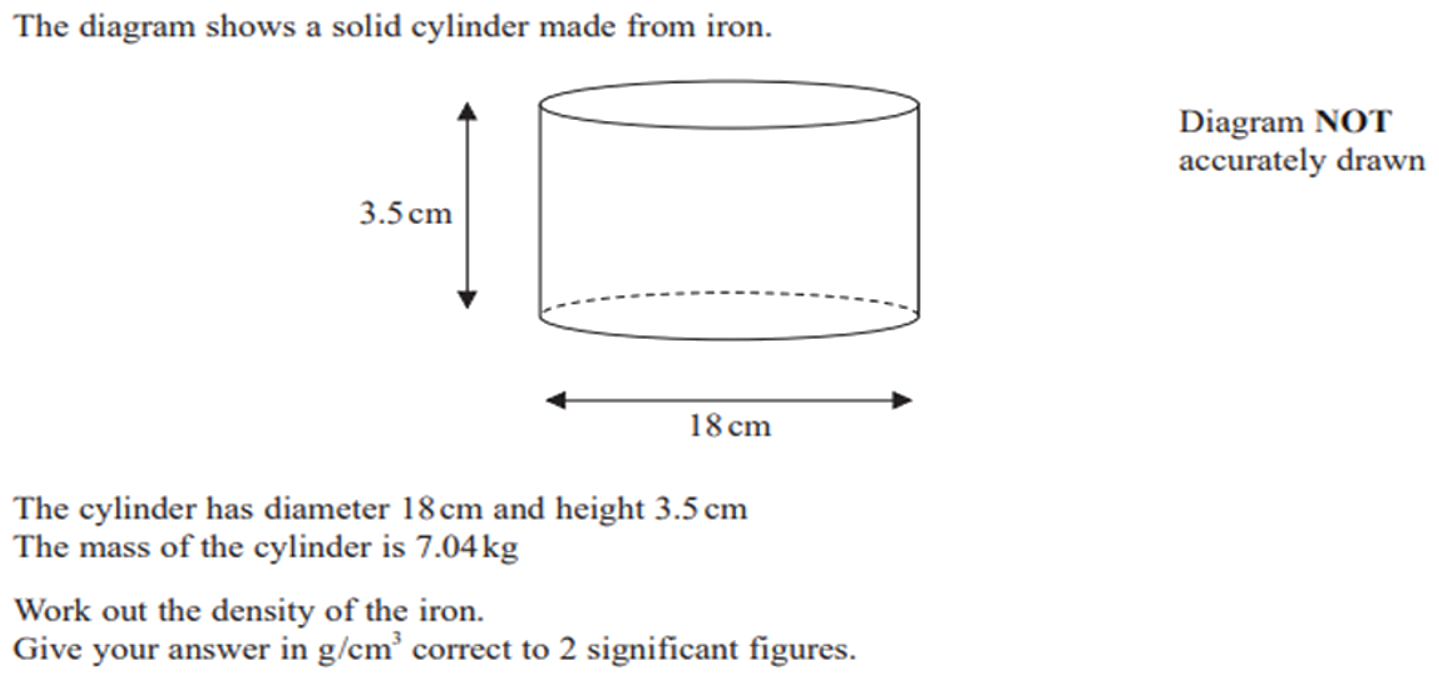 The diagram shows a solid cylinder made from iron.
Diagram NOT
accurately drawn
3.5 cm
18 cm
The cylinder has diameter 18 cm and height 3.5 cm
The mass of the cylinder is 7.04 kg
Work out the density of the iron.
Give your answer in g/cm³ correct to 2 significant figures.